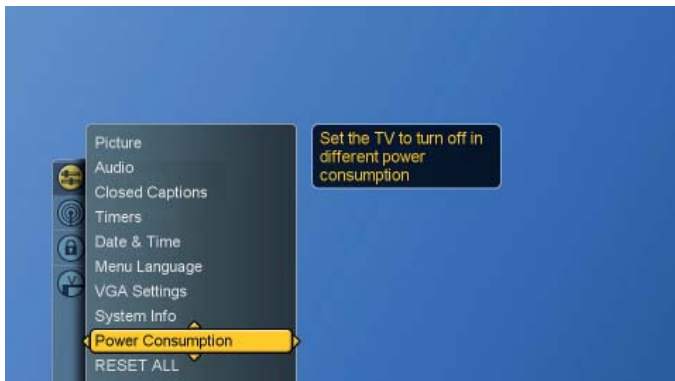 Picture
Audio
Closed Captions
Timers
Date & Time
Menu Language
VGA Settings
System Info
Power Consumption
RESET ALL
Set the TV to turn off in
different power
consumption
V